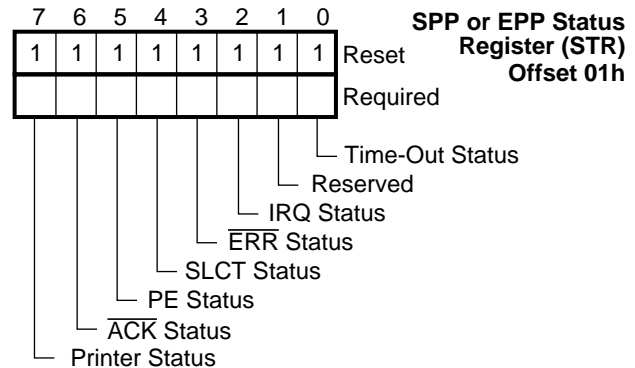 7 6 5 4 3 2 1 0
SPP or EPP Status
Register (STR)
Offset 01h
1 1 1 1 1 1 1 1 Reset
Required
Time-Out Status
Reserved
IRQ Status
E̅R̅R̅ Status
SLCT Status
PE Status
A̅C̅K̅ Status
Printer Status